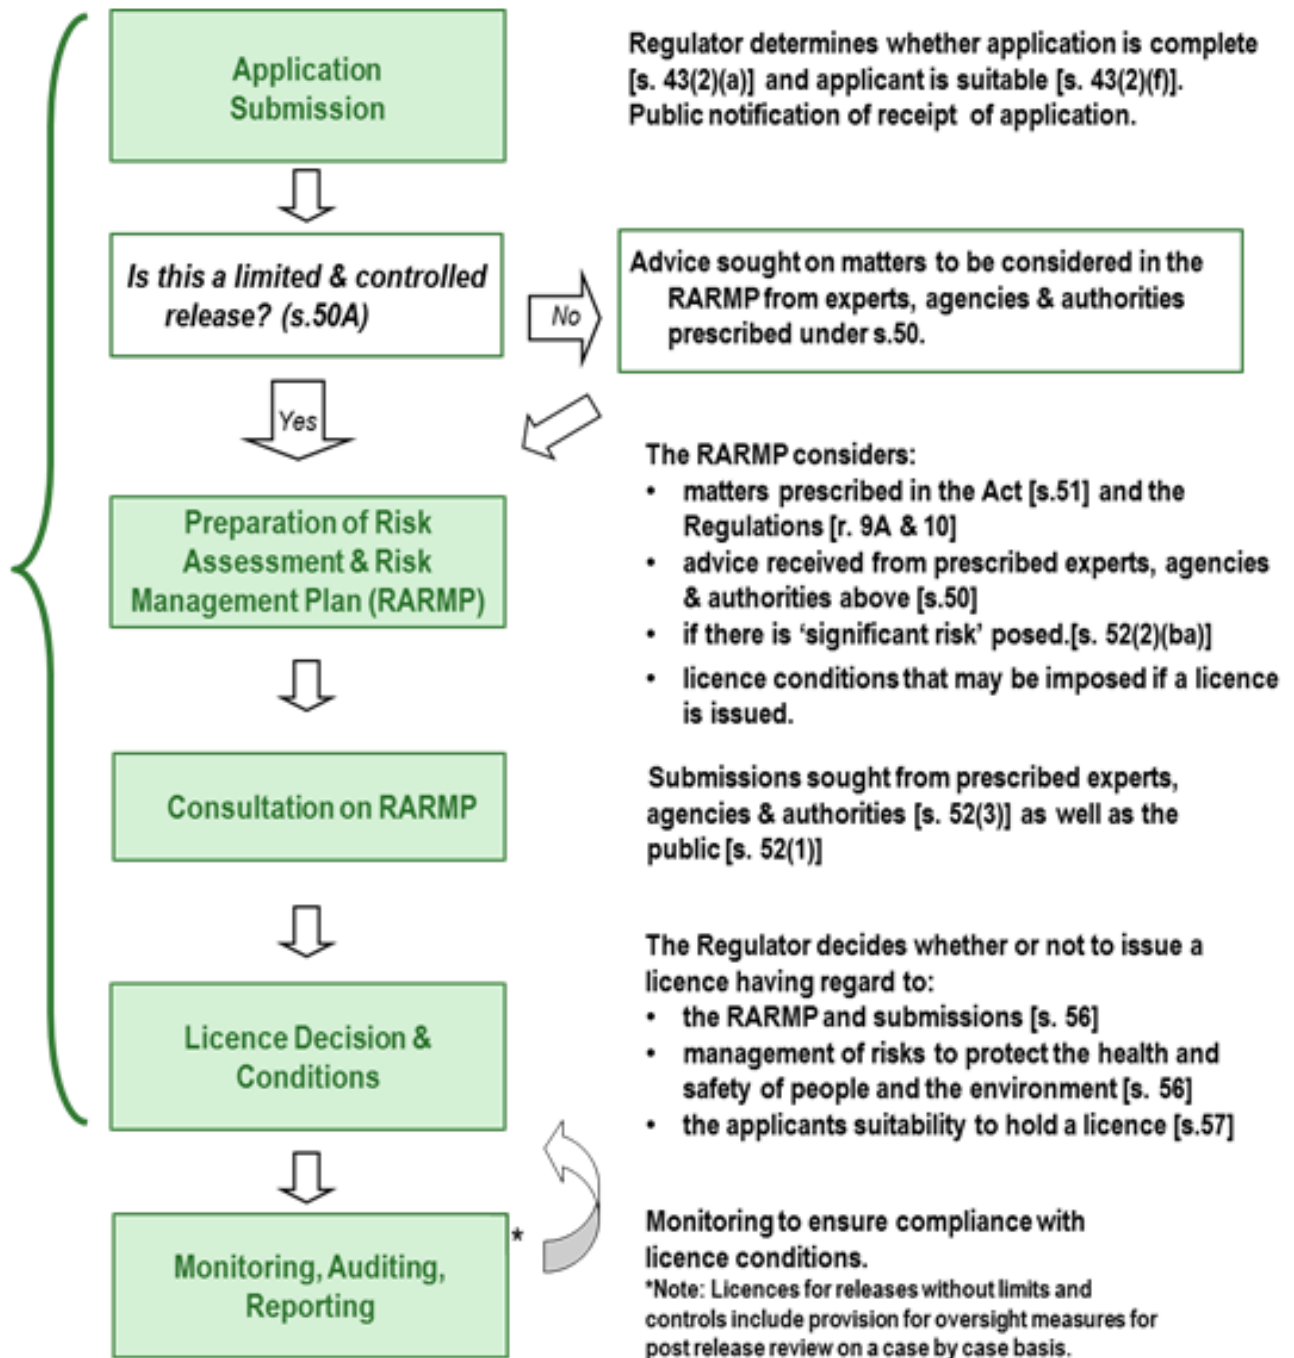 Application
Submission
Regulator determines whether application is complete
[s. 43(2)(a)] and applicant is suitable [s. 43(2)(f)].
Public notification of receipt of application.
Is this a limited & controlled
release? (s.50A)
No
Advice sought on matters to be considered in the
RARMP from experts, agencies & authorities
prescribed under s.50.
Yes
Preparation of Risk
Assessment & Risk
Management Plan (RARMP)
The RARMP considers:
• matters prescribed in the Act [s.51] and the
Regulations [r. 9A & 10]
• advice received from prescribed experts, agencies
& authorities above [s.50]
• if there is ‘significant risk’ posed.[s. 52(2)(ba)]
• licence conditions that may be imposed if a licence
is issued.
Consultation on RARMP
Submissions sought from prescribed experts,
agencies & authorities [s. 52(3)] as well as the
public [s. 52(1)]
Licence Decision &
Conditions
The Regulator decides whether or not to issue a
licence having regard to:
• the RARMP and submissions [s. 56]
• management of risks to protect the health and
safety of people and the environment [s. 56]
• the applicants suitability to hold a licence [s.57]
Monitoring, Auditing,
Reporting
*
Monitoring to ensure compliance with
licence conditions.
*Note: Licences for releases without limits and
controls include provision for oversight measures for
post release review on a case by case basis.